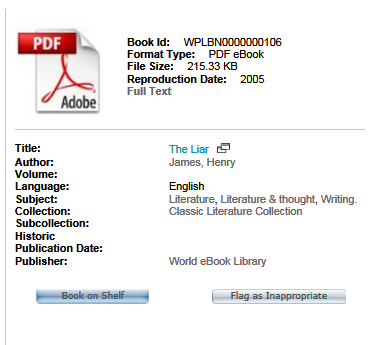 PDF
Adobe
Book Id: WPLBN0000000106
Format Type: PDF eBook
File Size: 215.33 KB
Reproduction Date: 2005
Full Text
Title: The Liar
Author: James, Henry
Volume:
Language: English
Subject: Literature, Literature & thought, Writing.
Collection: Classic Literature Collection
Subcollection:
Historic
Publication Date:
Publisher: World eBook Library
Book on Shelf
Flag as Inappropriate